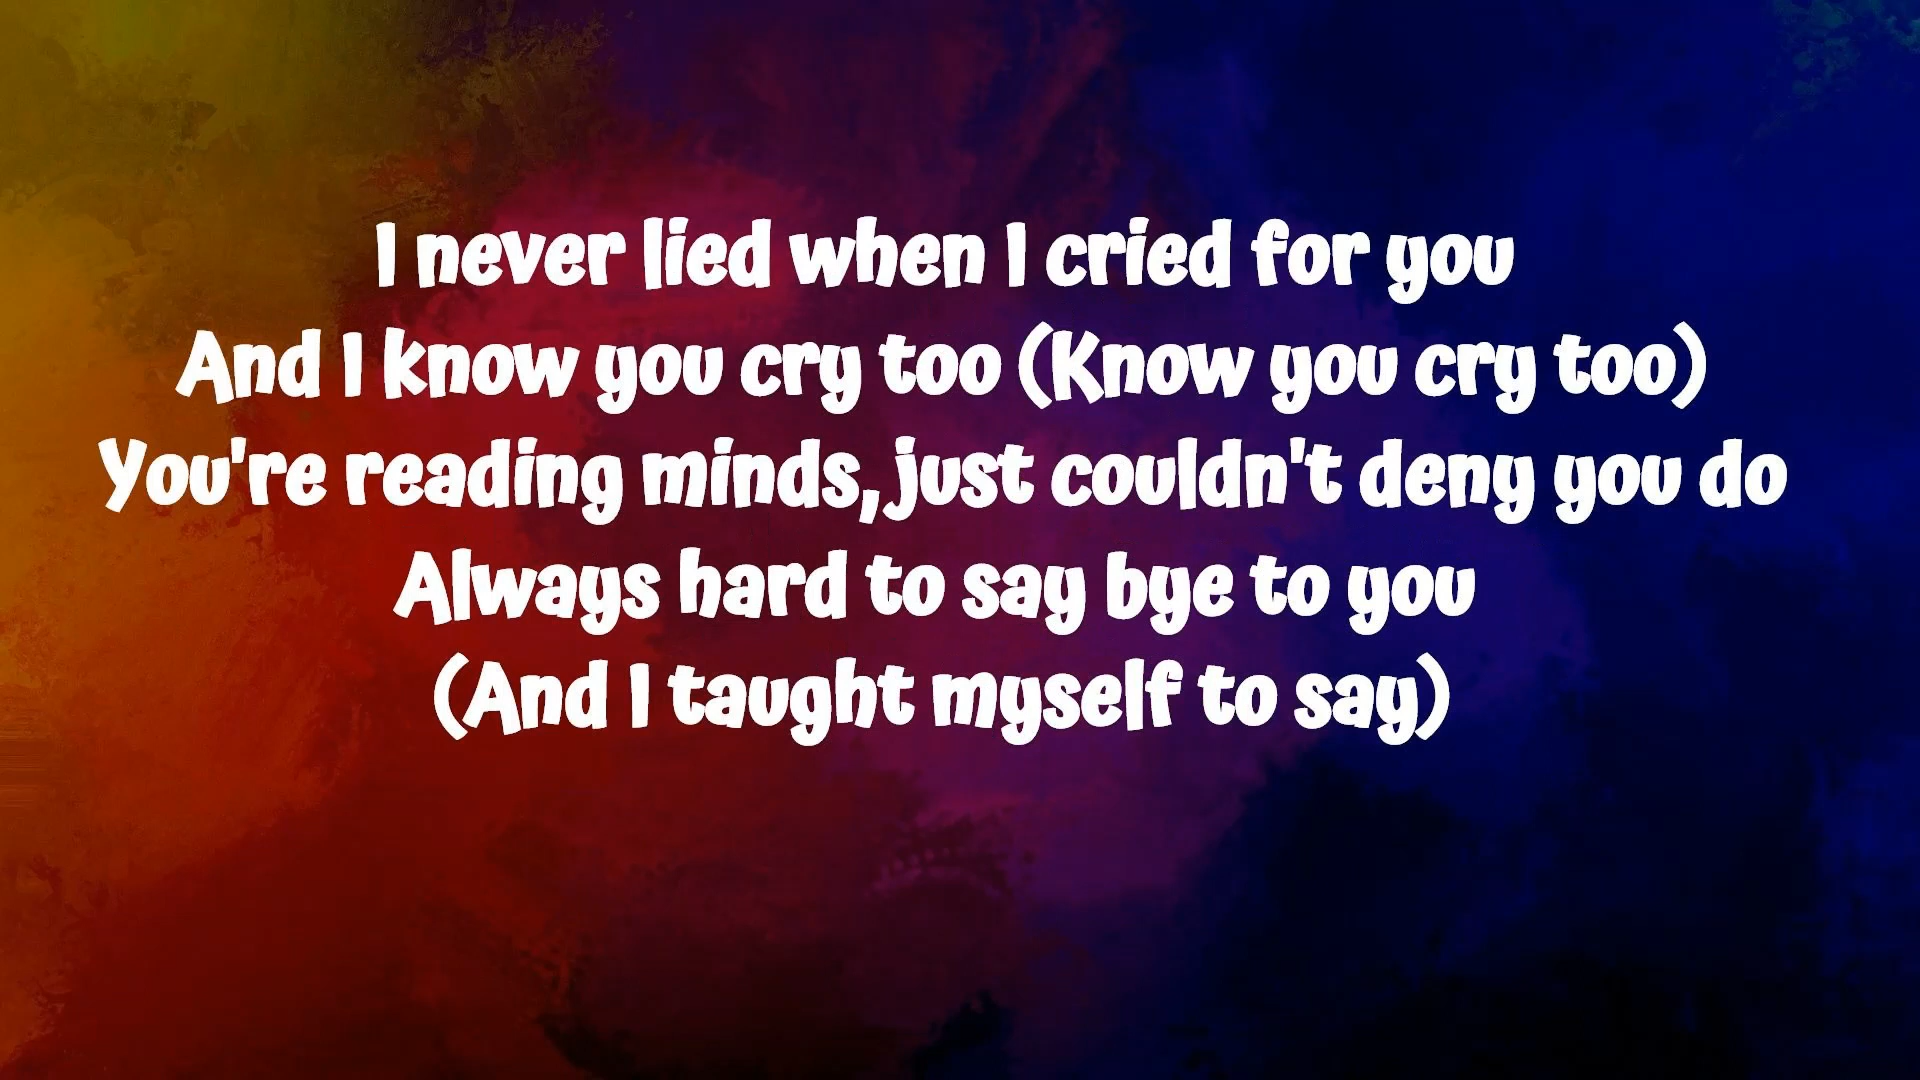 I never lied when I cried for you
And I know you cry too (Know you cry too)
You're reading minds, just couldn't deny you do
Always hard to say bye to you
(And I taught myself to say)